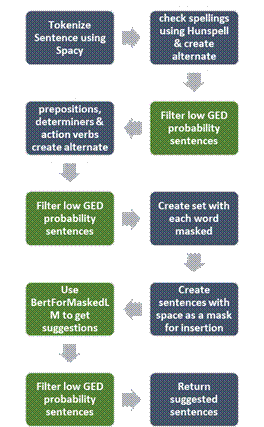 Tokenize
Sentence using
Spacy
check spellings
using Hunspell
& create
alternate
prepositions,
determiners &
action verbs
create alternate
Filter low GED
probability
sentences
Filter low GED
probability
sentences
Create set with
each word
masked
Use
BertForMaskedL
M to get
suggestions
Create
sentences with
space as a mask
for insertion
Filter low GED
probability
sentences
Return
suggested
sentences